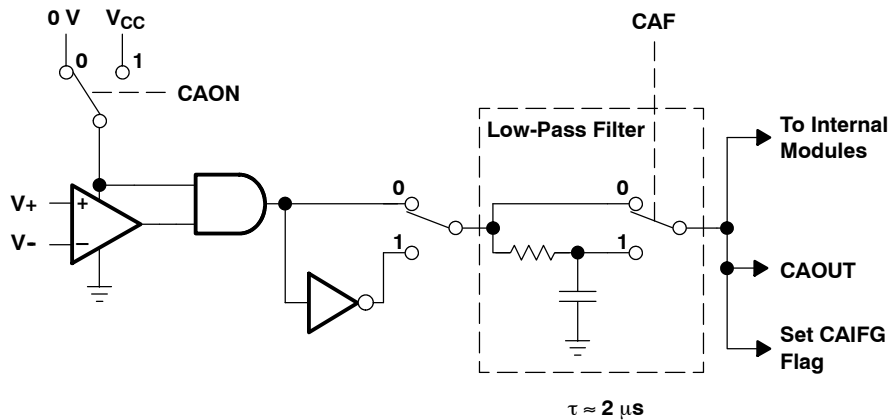 0 V VCC
CAF
0 1
CAON
Low-Pass Filter
To Internal
Modules
V+ +
0
0
V- −
1
1
CAOUT
Set CAIFG
Flag
τ ≈ 2 μs